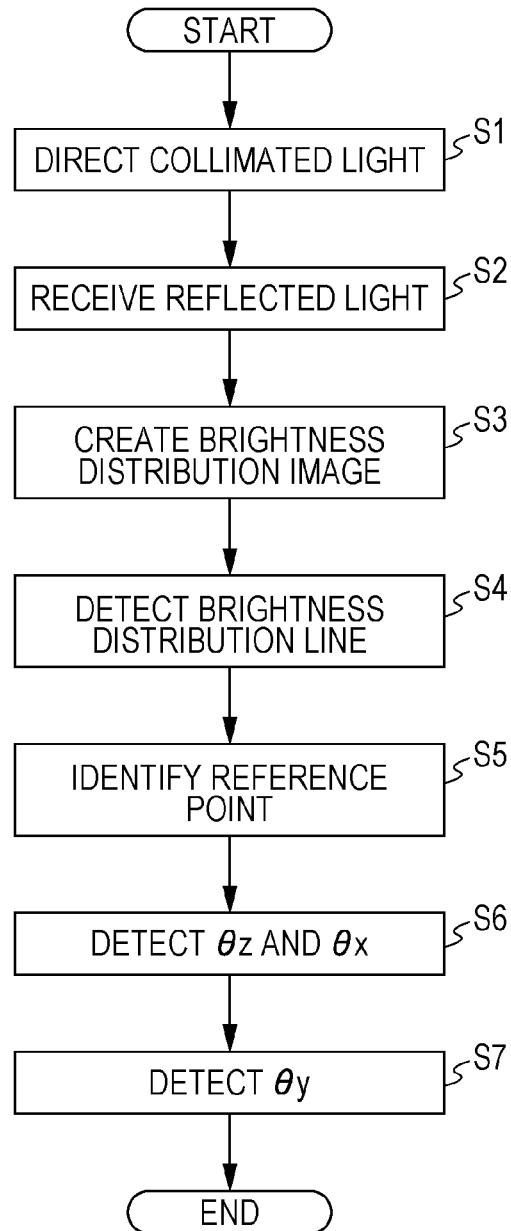 START
DIRECT COLLIMATED LIGHT
S1
RECEIVE REFLECTED LIGHT
S2
CREATE BRIGHTNESS
DISTRIBUTION IMAGE
S3
DETECT BRIGHTNESS
DISTRIBUTION LINE
S4
IDENTIFY REFERENCE
POINT
S5
DETECT θz AND θx
S6
DETECT θy
S7
END